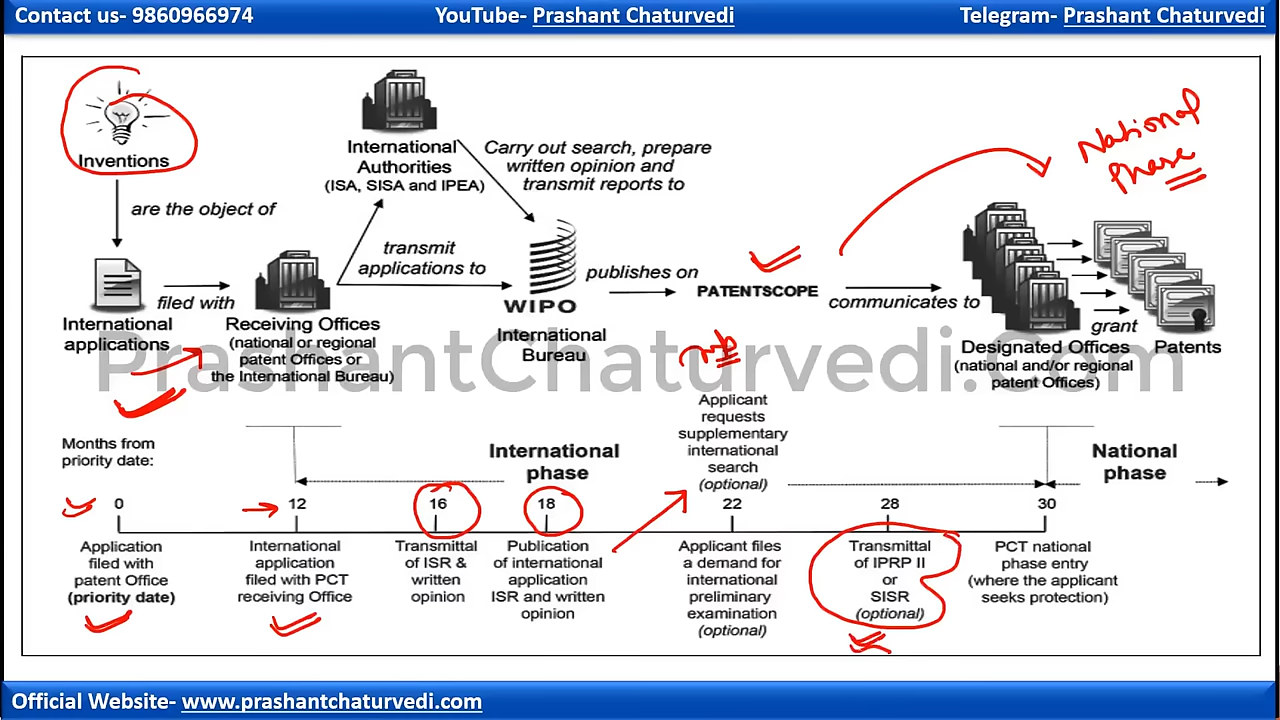 Contact us- 9860966974 YouTube- Prashant Chaturvedi Telegram- Prashant Chaturvedi
Inventions
are the object of
International
applications
filed with
Receiving Offices
(national or regional
patent Offices or
the International Bureau)
International
Authorities
(ISA, SISA and IPEA)
Carry out search, prepare
written opinion and
transmit reports to
transmit
applications to
WIPO
International
Bureau
publishes on
PATENTSCOPE
communicates to
National
phase
Designated Offices
(national and/or regional
patent Offices)
grant
Patents
PrashantChaturvedi.Com
Months from
priority date:
International
phase
National
phase
Applicant
requests
supplementary
international
search
(optional)
0
12
16
18
22
28
30
Application
filed with
patent Office
(priority date)
International
application
filed with PCT
receiving Office
Transmittal
of ISR &
written
opinion
Publication
of international
application
ISR and written
opinion
Applicant files
a demand for
international
preliminary
examination
(optional)
Transmittal
of IPRP II
or
SISR
(optional)
PCT national
phase entry
(where the applicant
seeks protection)
Official Website- www.prashantchaturvedi.com